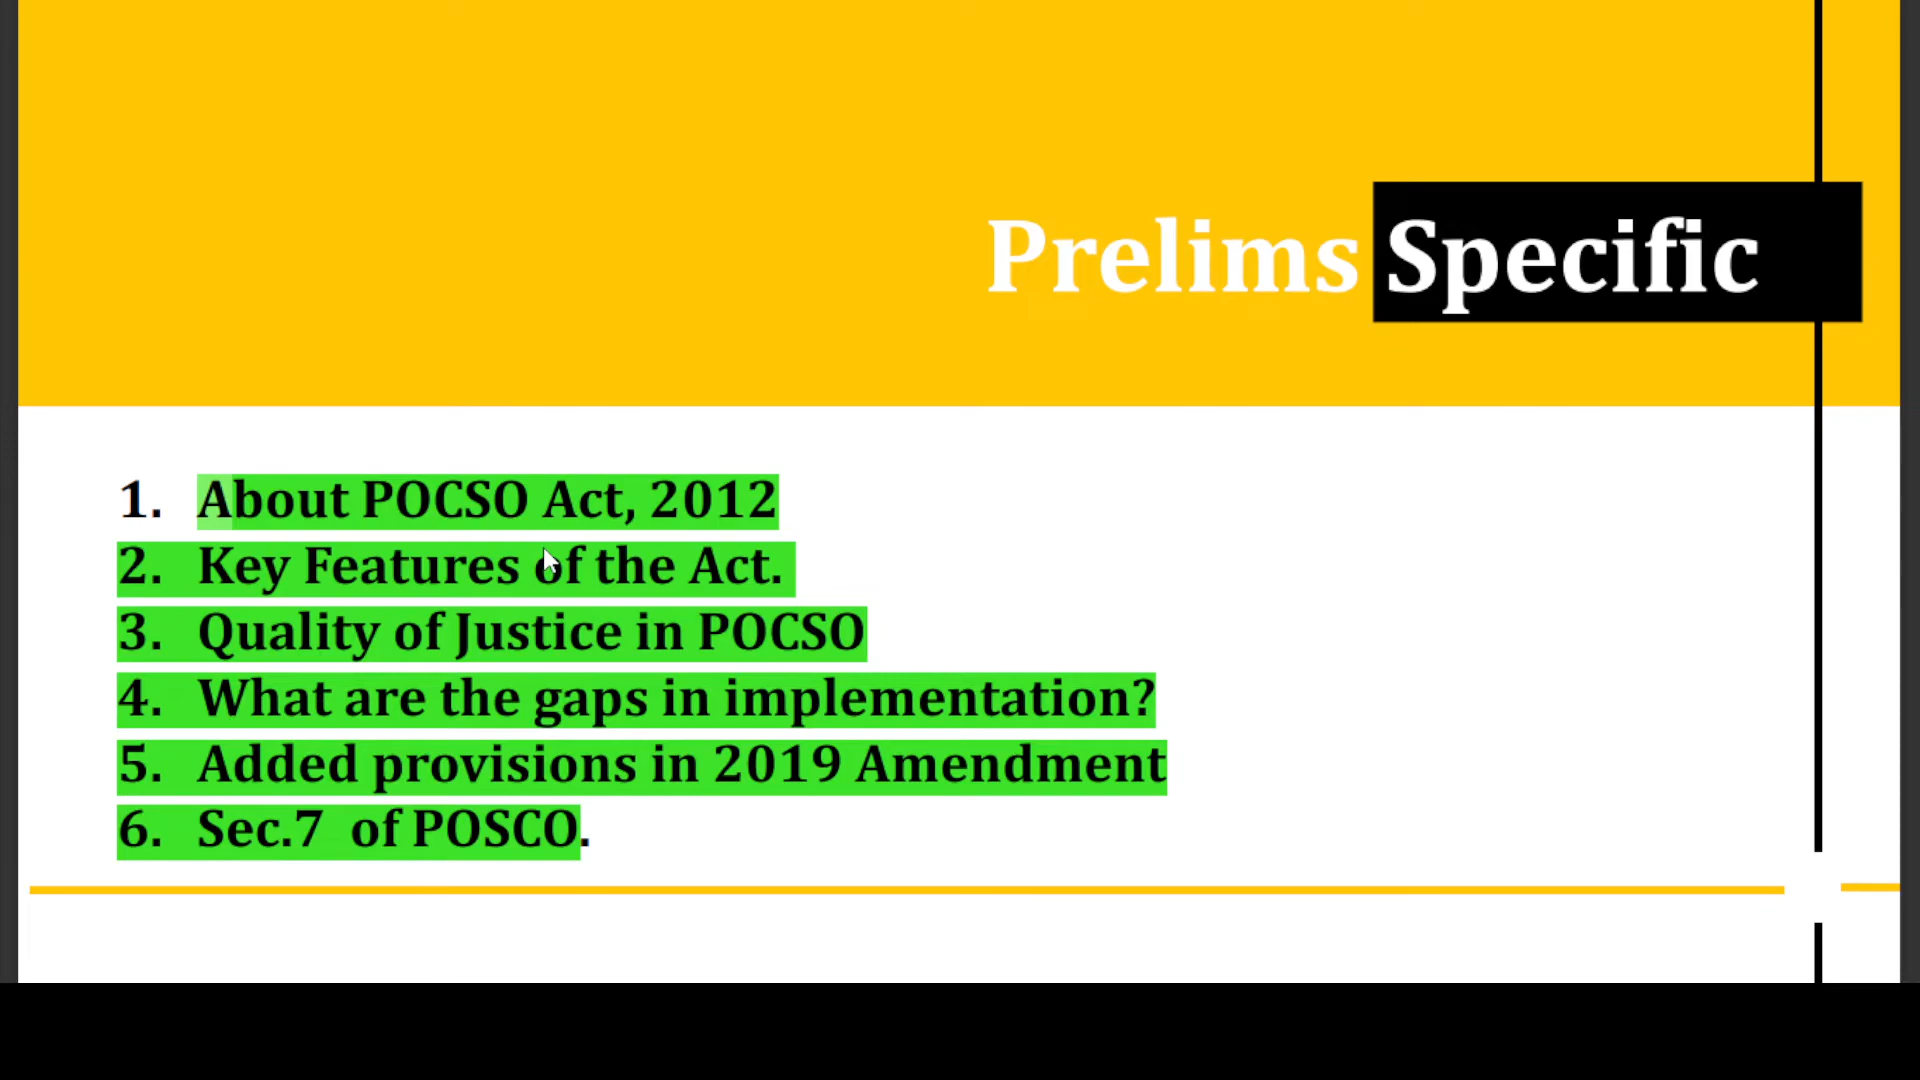 Prelims Specific
1. About POCSO Act, 2012
2. Key Features of the Act.
3. Quality of Justice in POCSO
4. What are the gaps in implementation?
5. Added provisions in 2019 Amendment
6. Sec.7 of POSCO.